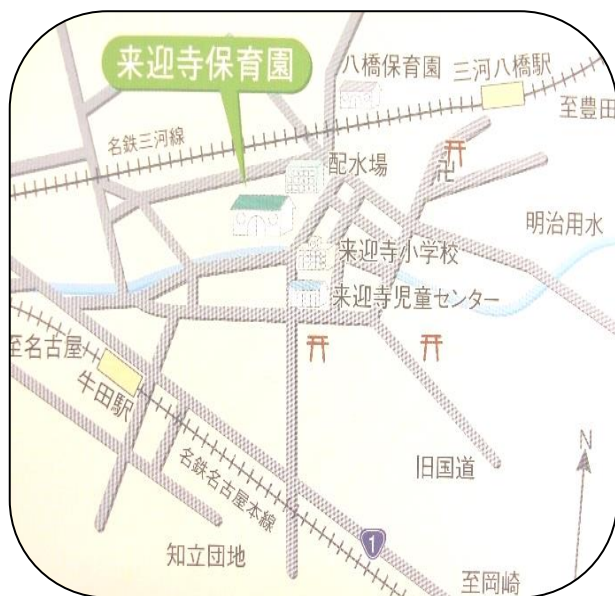 来迎寺保育園
八橋保育園
三河八橋駅
至豊田
名鉄三河線
配水場
卍
明治用水
来迎寺小学校
来迎寺児童センター
至名古屋
牛田駅
旧国道
N
名鉄名古屋本線
1
知立団地
至岡崎